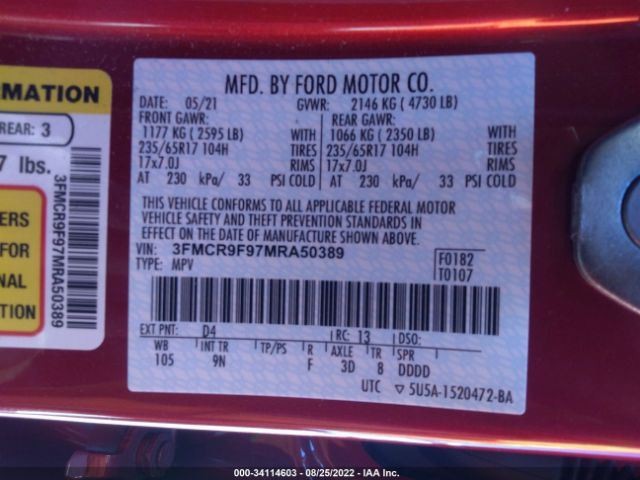 MATION
REAR: 3
7 lbs.
ERS
FOR
NAL
ION
3FMCR9F97MRA50389
MFD. BY FORD MOTOR CO.
DATE: 05/21 GVWR: 2146 KG ( 4730 LB)
FRONT GAWR: REAR GAWR:
1177 KG ( 2595 LB) WITH 1066 KG ( 2350 LB) WITH
235/65R17 104H TIRES 235/65R17 104H TIRES
17x7.0J RIMS 17x7.0J RIMS
AT 230 kPa/ 33 PSI COLD AT 230 kPa/ 33 PSI COLD
THIS VEHICLE CONFORMS TO ALL APPLICABLE FEDERAL MOTOR
VEHICLE SAFETY AND THEFT PREVENTION STANDARDS IN
EFFECT ON THE DATE OF MANUFACTURE SHOWN ABOVE.
VIN: 3FMCR9F97MRA50389
TYPE: MPV
F0182
T0107
EXT PNT: D4 RC: 13 DSO:
WB INT TR TP/PS R AXLE TR SPR
105 9N F 3D 8 DDDD
UTC ▽ 5U5A-1520472-BA
000-34114603 - 08/25/2022 - IAA Inc.